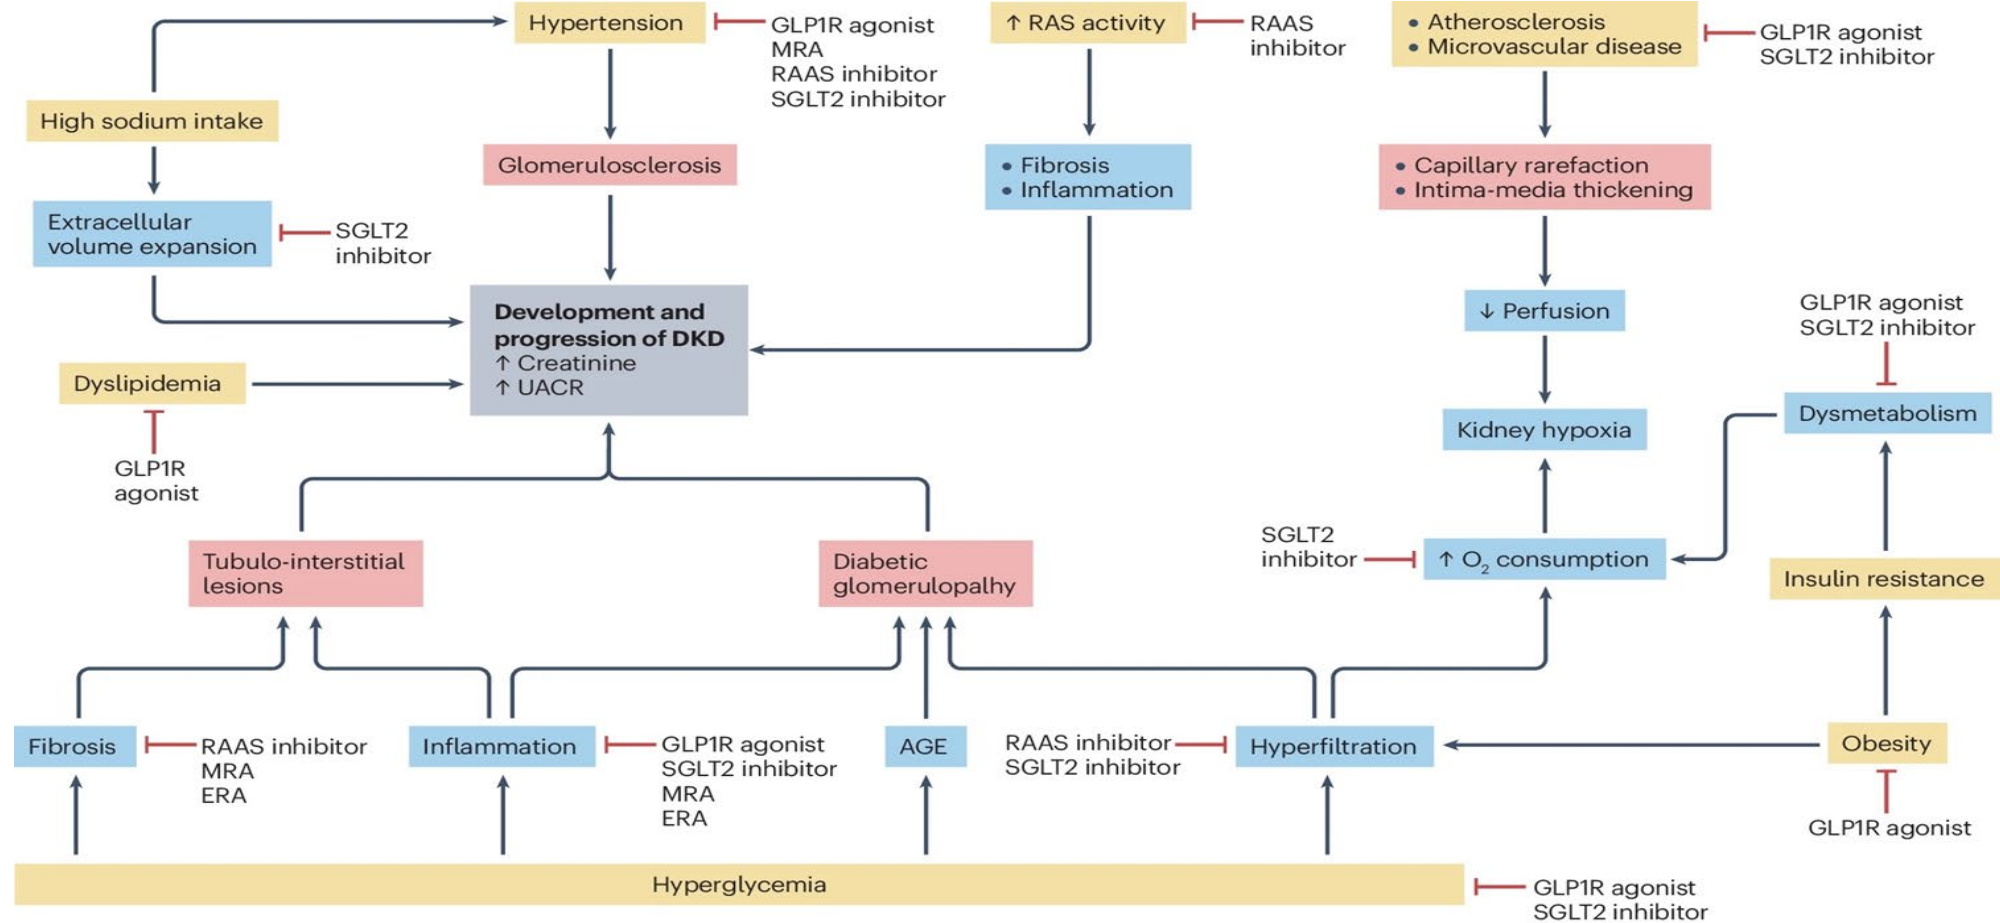 Hypertension
GLP1R agonist
MRA
RAAS inhibitor
SGLT2 inhibitor
↑ RAS activity
RAAS
inhibitor
• Atherosclerosis
• Microvascular disease
GLP1R agonist
SGLT2 inhibitor
High sodium intake
Glomerulosclerosis
• Fibrosis
• Inflammation
• Capillary rarefaction
• Intima-media thickening
Extracellular
volume expansion
SGLT2
inhibitor
Development and
progression of DKD
↑ Creatinine
↑ UACR
↓ Perfusion
GLP1R agonist
SGLT2 inhibitor
Dyslipidemia
GLP1R
agonist
Kidney hypoxia
Dysmetabolism
Tubulo-interstitial
lesions
Diabetic
glomerulopalhy
SGLT2
inhibitor
↑ O₂ consumption
Insulin resistance
Fibrosis
RAAS inhibitor
MRA
ERA
Inflammation
GLP1R agonist
SGLT2 inhibitor
MRA
ERA
AGE
RAAS inhibitor
SGLT2 inhibitor
Hyperfiltration
Obesity
GLP1R agonist
Hyperglycemia
GLP1R agonist
SGLT2 inhibitor